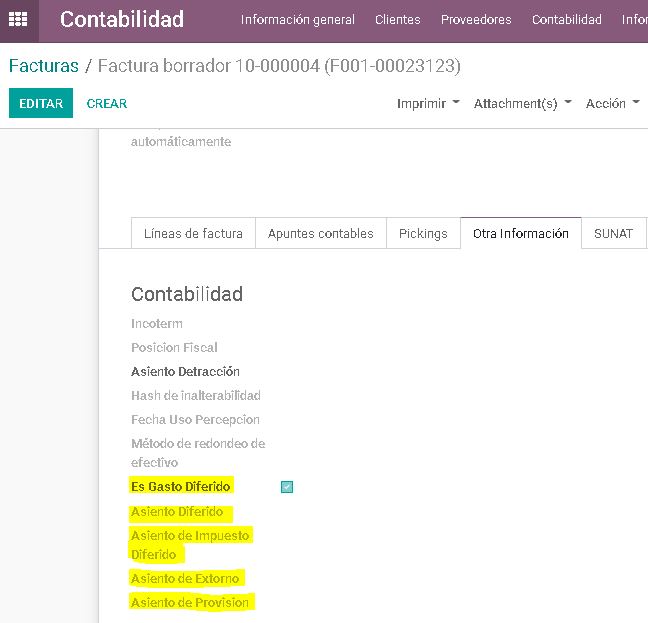 Contabilidad Información general Clientes Proveedores Contabilidad
Facturas / Factura borrador 10-000004 (F001-00023123)
EDITAR CREAR Imprimir Attachment(s) Acción
automáticamente
Líneas de factura Apuntes contables Pickings Otra Información SUNAT
Contabilidad
Incoterm
Posicion Fiscal
Asiento Detracción
Hash de inalterabilidad
Fecha Uso Percepcion
Método de redondeo de
efectivo
Es Gasto Diferido
Asiento Diferido
Asiento de Impuesto
Diferido
Asiento de Extorno
Asiento de Provision